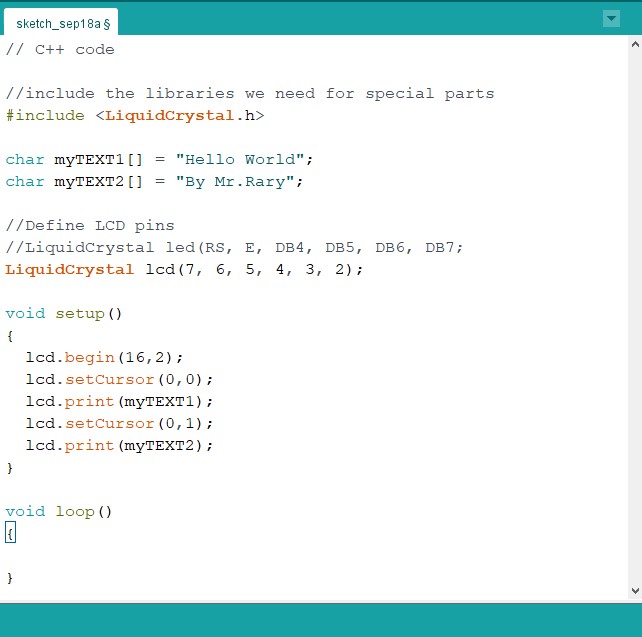 sketch_sep18a §
// C++ code
//include the libraries we need for special parts
#include <LiquidCrystal.h>
char myTEXT1[] = "Hello World";
char myTEXT2[] = "By Mr.Rary";
//Define LCD pins
//LiquidCrystal led(RS, E, DB4, DB5, DB6, DB7;
LiquidCrystal lcd(7, 6, 5, 4, 3, 2);
void setup()
{
  lcd.begin(16,2);
  lcd.setCursor(0,0);
  lcd.print(myTEXT1);
  lcd.setCursor(0,1);
  lcd.print(myTEXT2);
}
void loop()
{
}